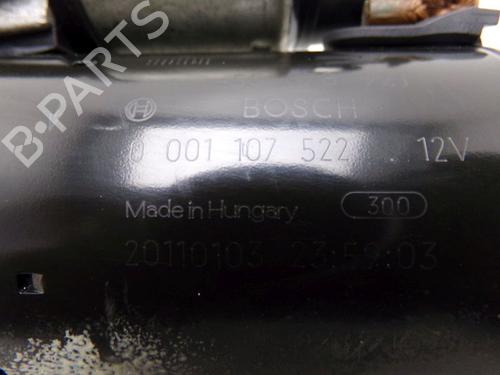 BOSCH
0 001 107 522 12V
Made in Hungary 300
20110103 23:59:03
B-PARTS